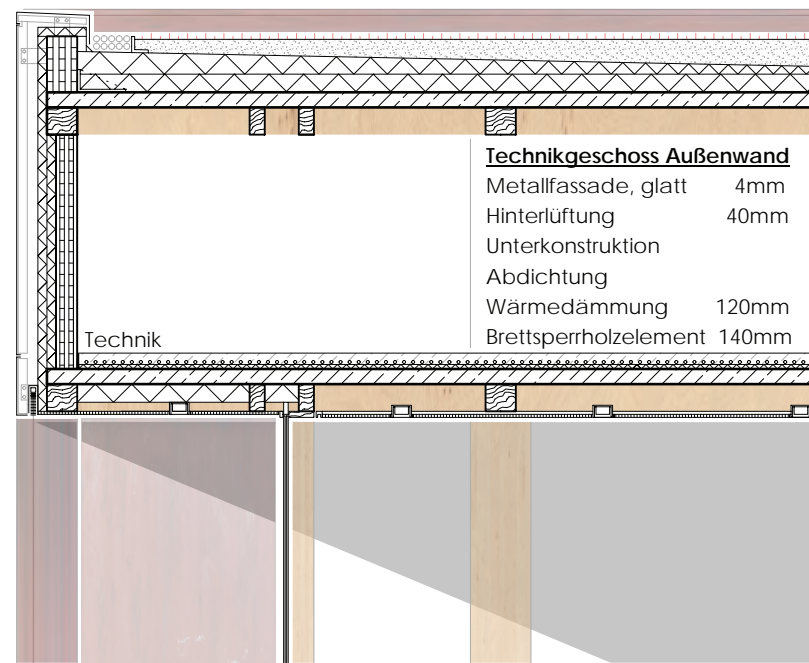 Technikgeschoss Außenwand
Metallfassade, glatt 4mm
Hinterlüftung 40mm
Unterkonstruktion
Abdichtung
Wärmedämmung 120mm
Brettsperrholzelement 140mm
Technik